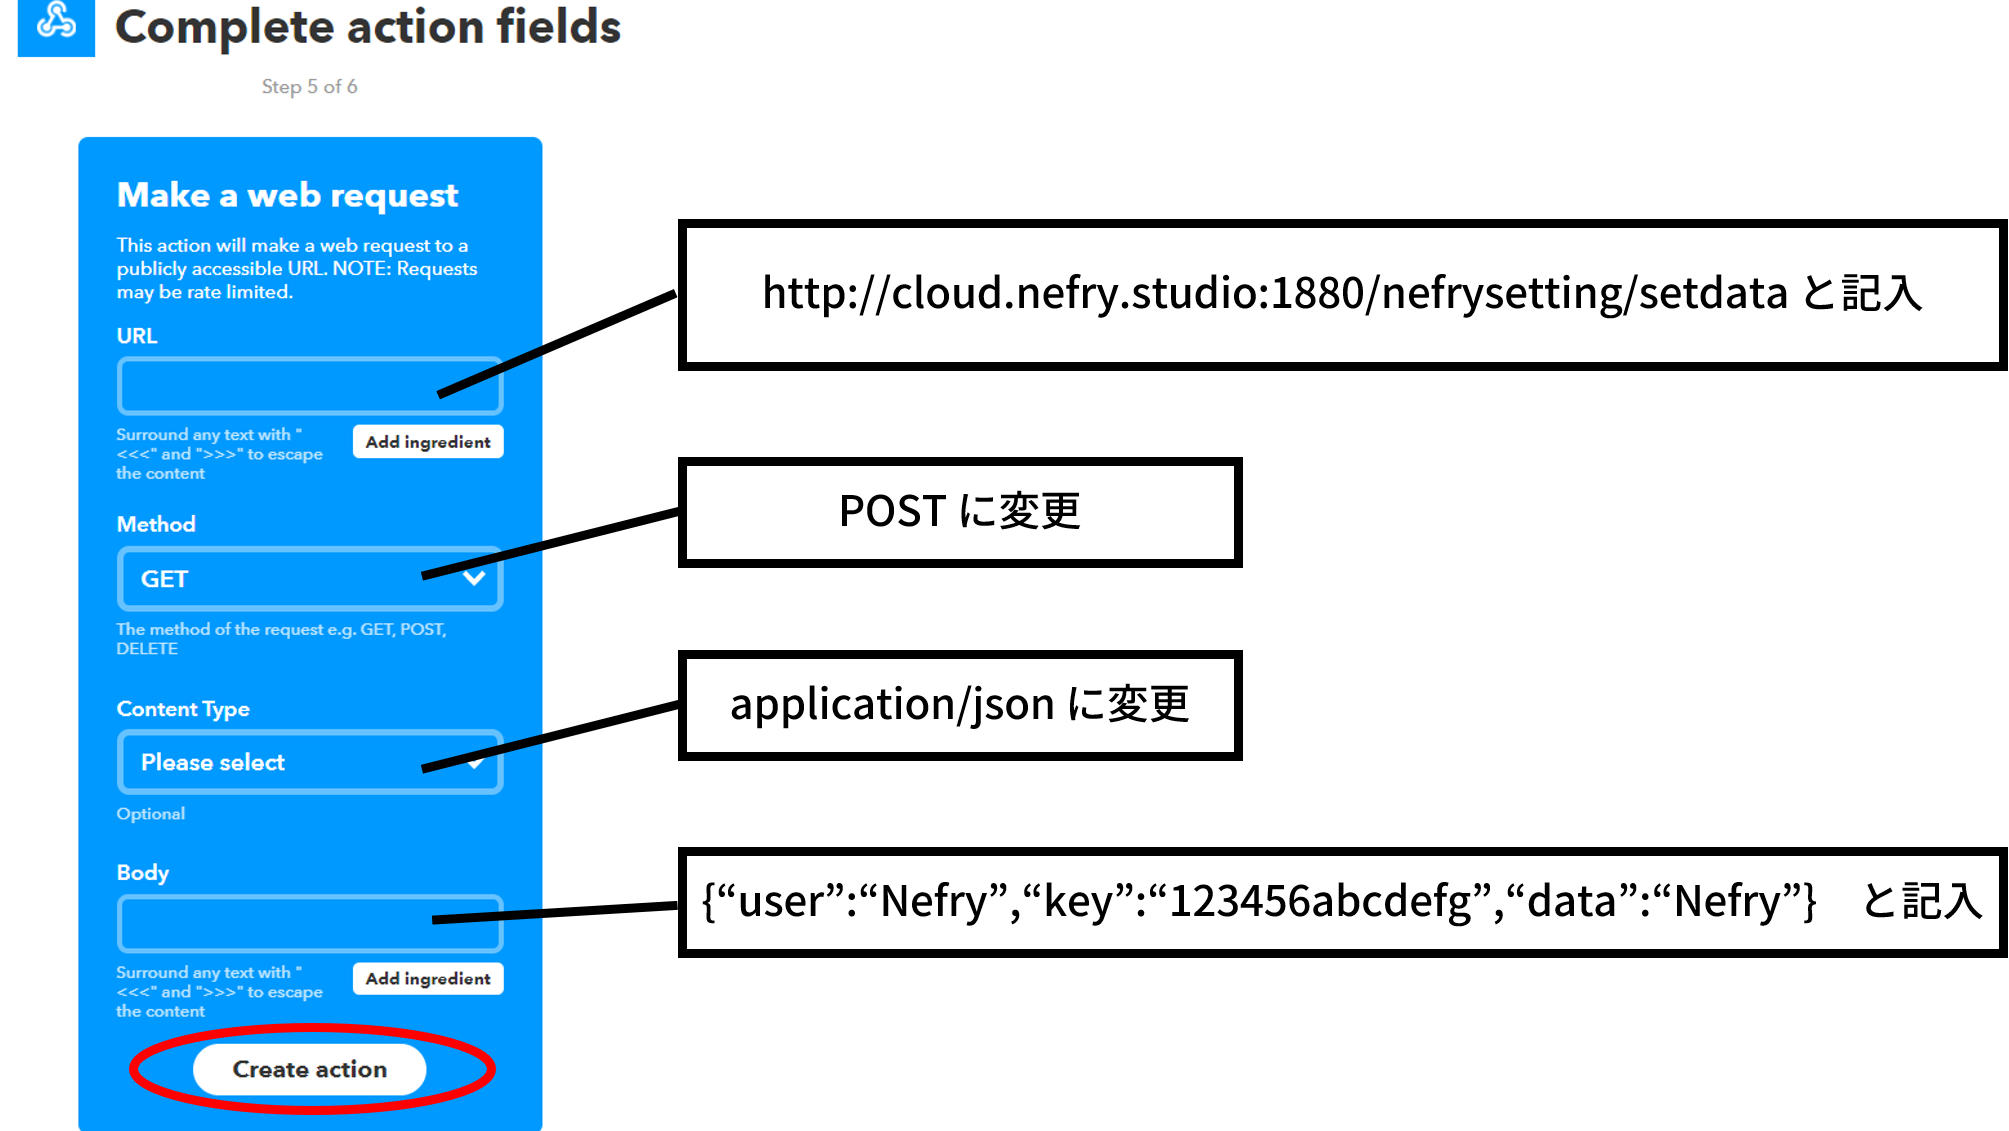 Complete action fields
Step 5 of 6
Make a web request
This action will make a web request to a
publicly accessible URL. NOTE: Requests
may be rate limited.
URL
http://cloud.nefry.studio:1880/nefrysetting/setdata と記入
Surround any text with "
<<<" and ">>>" to escape
the content
Add ingredient
Method
GET
POST に変更
The method of the request e.g. GET, POST,
DELETE
Content Type
Please select
application/json に変更
Optional
Body
{“user”:“Nefry”,“key”:“123456abcdefg”,“data”:“Nefry”}　と記入
Surround any text with "
<<<" and ">>>" to escape
the content
Add ingredient
Create action